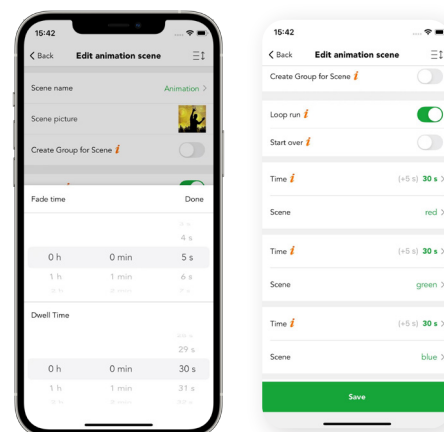 15:42
Back Edit animation scene
Scene name Animation
Scene picture
Create Group for Scene i
Fade time Done
4 s
0 h 0 min 5 s
1 h 1 min 6 s
Dwell Time
29 s
0 h 0 min 30 s
1 h 1 min 31 s
15:42
Back Edit animation scene
Create Group for Scene i
Loop run i
Start over i
Time i (+5 s) 30 s
Scene red
Time i (+5 s) 30 s
Scene green
Time i (+5 s) 30 s
Scene blue
Save